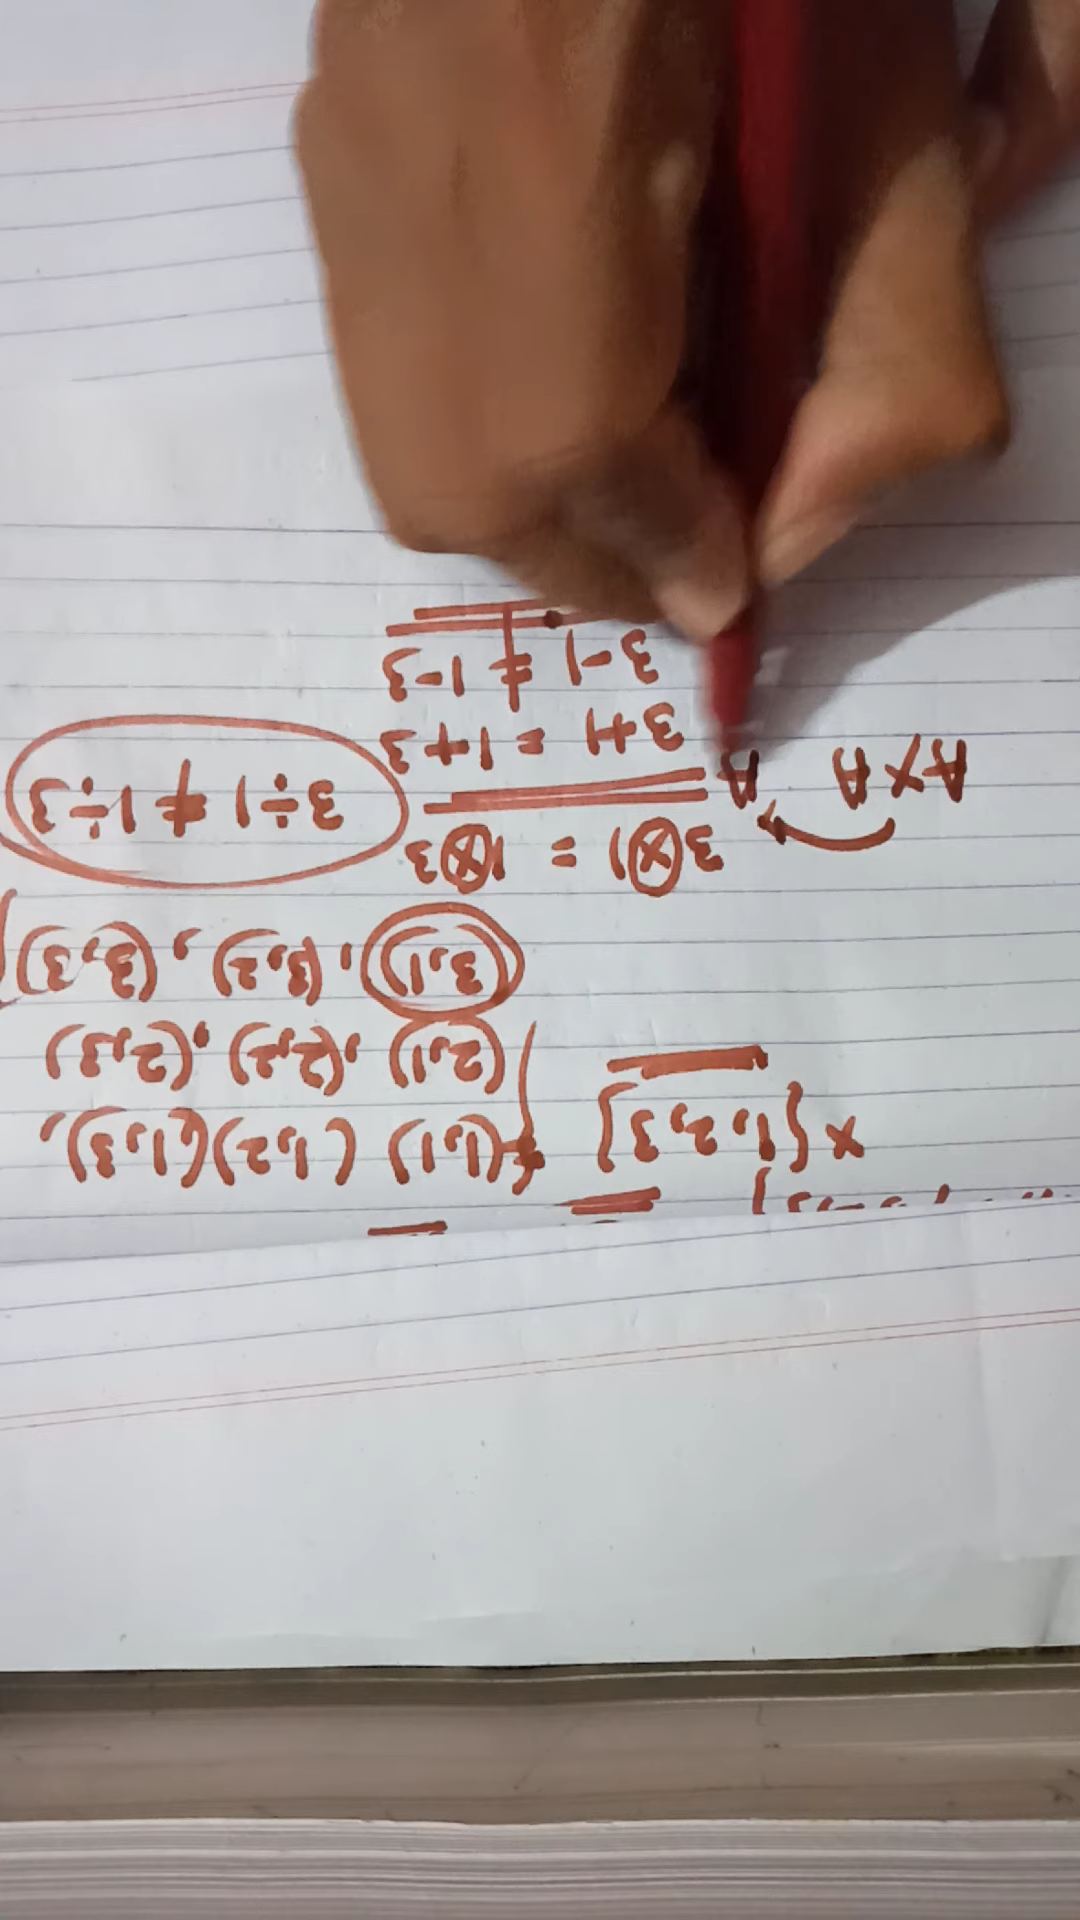 x {1,2,3} {(1,1) (1,2)(1,3),
(2,1), (2,2), (2,3)
(3,1), (3,2), (3,3)}
3×1 = 1×3
A×A A
3÷1 ≠ 1÷3
3+1 = 1+3
3-1 ≠ 1-3